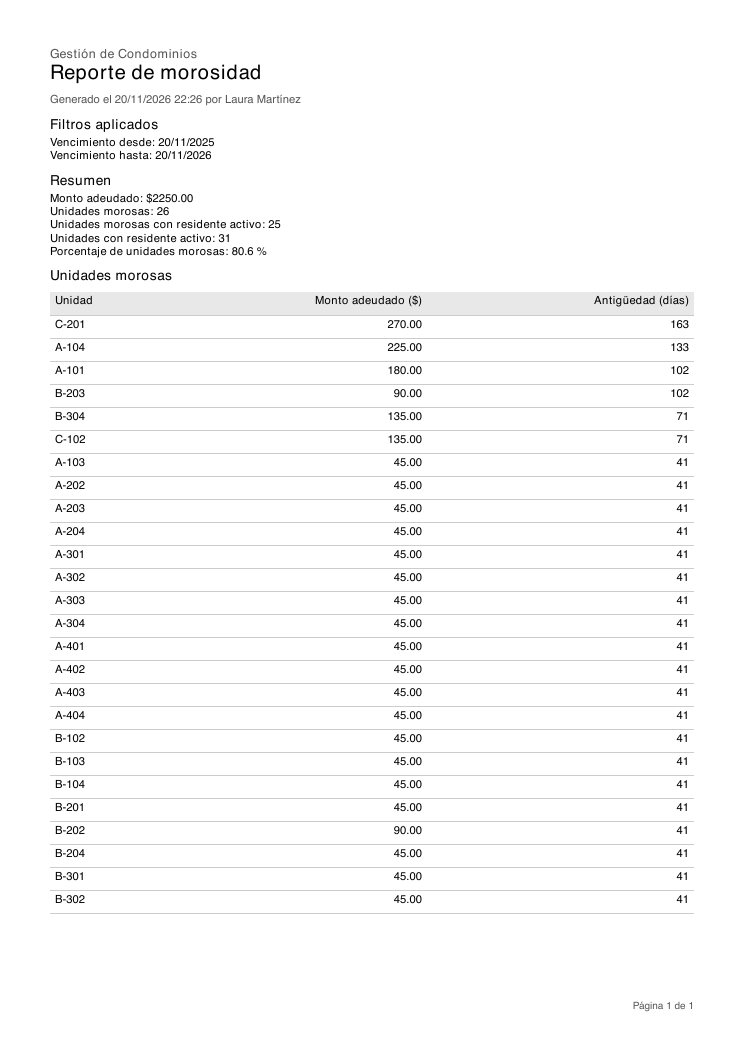 Gestión de Condominios
Reporte de morosidad
Generado el 20/11/2026 22:26 por Laura Martínez
Filtros aplicados
Vencimiento desde: 20/11/2025
Vencimiento hasta: 20/11/2026
Resumen
Monto adeudado: $2250.00
Unidades morosas: 26
Unidades morosas con residente activo: 25
Unidades con residente activo: 31
Porcentaje de unidades morosas: 80.6 %
Unidades morosas
Unidad Monto adeudado ($) Antigüedad (días)
C-201 270.00 163
A-104 225.00 133
A-101 180.00 102
B-203 90.00 102
B-304 135.00 71
C-102 135.00 71
A-103 45.00 41
A-202 45.00 41
A-203 45.00 41
A-204 45.00 41
A-301 45.00 41
A-302 45.00 41
A-303 45.00 41
A-304 45.00 41
A-401 45.00 41
A-402 45.00 41
A-403 45.00 41
A-404 45.00 41
B-102 45.00 41
B-103 45.00 41
B-104 45.00 41
B-201 45.00 41
B-202 90.00 41
B-204 45.00 41
B-301 45.00 41
B-302 45.00 41
Página 1 de 1